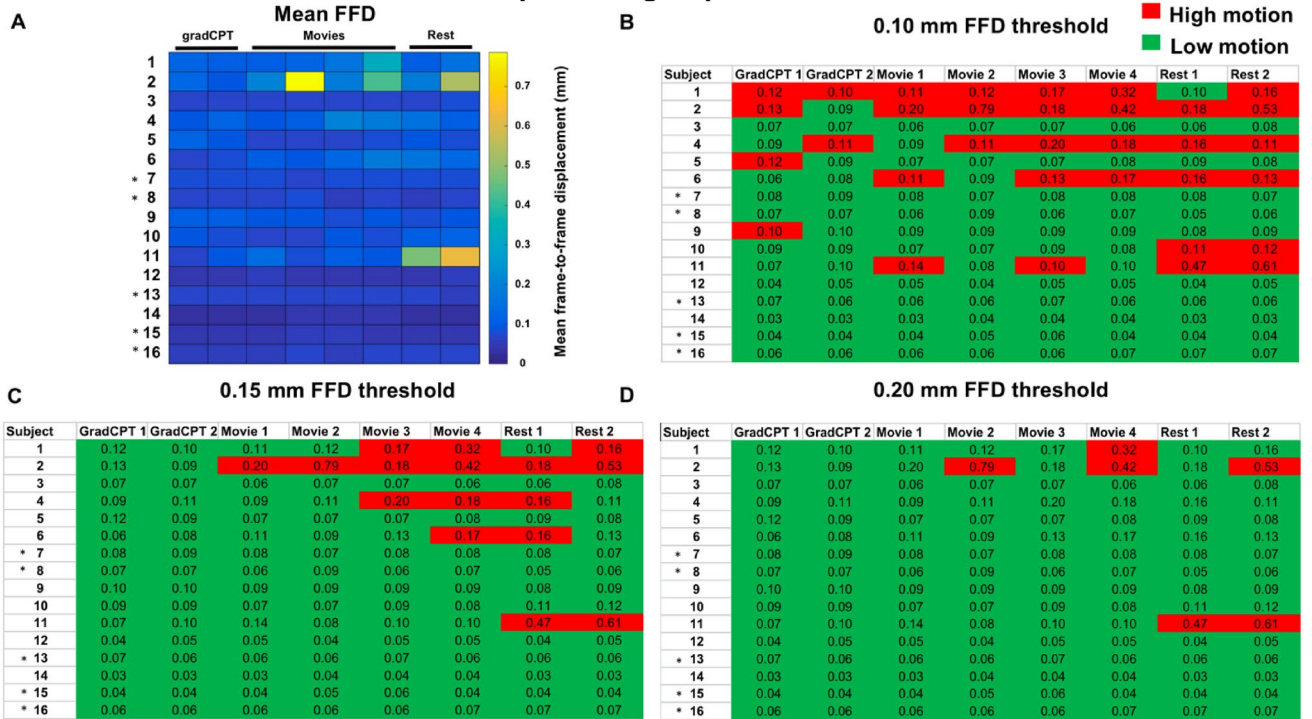 A
Mean FFD
gradCPT Movies Rest
1
2
3
4
5
6
* 7
* 8
9
10
11
12
* 13
14
* 15
* 16
0.7
0.6
0.5
0.4
0.3
0.2
0.1
0
Mean frame-to-frame displacement (mm)
B
0.10 mm FFD threshold
High motion
Low motion
Subject GradCPT 1 GradCPT 2 Movie 1 Movie 2 Movie 3 Movie 4 Rest 1 Rest 2
1 0.12 0.10 0.11 0.12 0.17 0.32 0.10 0.16
2 0.13 0.09 0.20 0.79 0.18 0.42 0.18 0.53
3 0.07 0.07 0.06 0.07 0.07 0.06 0.06 0.08
4 0.09 0.11 0.09 0.11 0.20 0.18 0.16 0.11
5 0.12 0.09 0.07 0.07 0.07 0.08 0.09 0.08
6 0.06 0.08 0.11 0.09 0.13 0.17 0.16 0.13
* 7 0.08 0.09 0.08 0.07 0.08 0.08 0.08 0.07
* 8 0.07 0.07 0.06 0.09 0.06 0.07 0.05 0.06
9 0.10 0.10 0.09 0.09 0.09 0.09 0.08 0.09
10 0.09 0.09 0.07 0.07 0.09 0.08 0.11 0.12
11 0.07 0.10 0.14 0.08 0.10 0.10 0.47 0.61
12 0.04 0.05 0.05 0.04 0.05 0.05 0.04 0.05
* 13 0.07 0.06 0.06 0.06 0.07 0.06 0.06 0.06
14 0.03 0.03 0.03 0.04 0.04 0.04 0.03 0.03
* 15 0.04 0.04 0.04 0.05 0.06 0.04 0.04 0.04
* 16 0.06 0.06 0.06 0.06 0.06 0.07 0.07 0.07
C
0.15 mm FFD threshold
Subject GradCPT 1 GradCPT 2 Movie 1 Movie 2 Movie 3 Movie 4 Rest 1 Rest 2
1 0.12 0.10 0.11 0.12 0.17 0.32 0.10 0.16
2 0.13 0.09 0.20 0.79 0.18 0.42 0.18 0.53
3 0.07 0.07 0.06 0.07 0.07 0.06 0.06 0.08
4 0.09 0.11 0.09 0.11 0.20 0.18 0.16 0.11
5 0.12 0.09 0.07 0.07 0.07 0.08 0.09 0.08
6 0.06 0.08 0.11 0.09 0.13 0.17 0.16 0.13
* 7 0.08 0.09 0.08 0.07 0.08 0.08 0.08 0.07
* 8 0.07 0.07 0.06 0.09 0.06 0.07 0.05 0.06
9 0.10 0.10 0.09 0.09 0.09 0.09 0.08 0.09
10 0.09 0.09 0.07 0.07 0.09 0.08 0.11 0.12
11 0.07 0.10 0.14 0.08 0.10 0.10 0.47 0.61
12 0.04 0.05 0.05 0.04 0.05 0.05 0.04 0.05
* 13 0.07 0.06 0.06 0.06 0.07 0.06 0.06 0.06
14 0.03 0.03 0.03 0.04 0.04 0.04 0.03 0.03
* 15 0.04 0.04 0.04 0.05 0.06 0.04 0.04 0.04
* 16 0.06 0.06 0.06 0.06 0.06 0.07 0.07 0.07
D
0.20 mm FFD threshold
Subject GradCPT 1 GradCPT 2 Movie 1 Movie 2 Movie 3 Movie 4 Rest 1 Rest 2
1 0.12 0.10 0.11 0.12 0.17 0.32 0.10 0.16
2 0.13 0.09 0.20 0.79 0.18 0.42 0.18 0.53
3 0.07 0.07 0.06 0.07 0.07 0.06 0.06 0.08
4 0.09 0.11 0.09 0.11 0.20 0.18 0.16 0.11
5 0.12 0.09 0.07 0.07 0.07 0.08 0.09 0.08
6 0.06 0.08 0.11 0.09 0.13 0.17 0.16 0.13
* 7 0.08 0.09 0.08 0.07 0.08 0.08 0.08 0.07
* 8 0.07 0.07 0.06 0.09 0.06 0.07 0.05 0.06
9 0.10 0.10 0.09 0.09 0.09 0.09 0.08 0.09
10 0.09 0.09 0.07 0.07 0.09 0.08 0.11 0.12
11 0.07 0.10 0.14 0.08 0.10 0.10 0.47 0.61
12 0.04 0.05 0.05 0.04 0.05 0.05 0.04 0.05
* 13 0.07 0.06 0.06 0.06 0.07 0.06 0.06 0.06
14 0.03 0.03 0.03 0.04 0.04 0.04 0.03 0.03
* 15 0.04 0.04 0.04 0.05 0.06 0.04 0.04 0.04
* 16 0.06 0.06 0.06 0.06 0.06 0.07 0.07 0.07